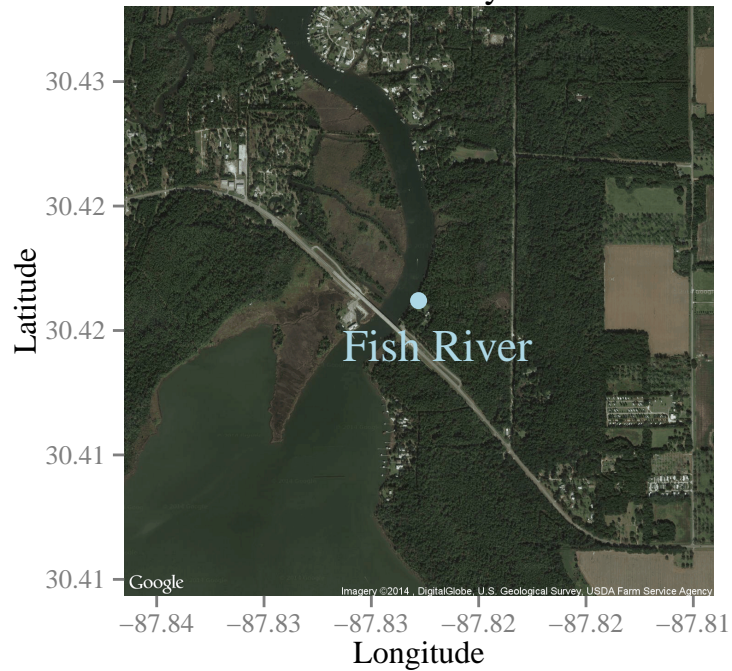 30.43
30.42
30.42
30.41
30.41
Latitude
Fish River
Google
Imagery ©2014 , DigitalGlobe, U.S. Geological Survey, USDA Farm Service Agency
−87.84 −87.83 −87.83 −87.82 −87.82 −87.81
Longitude